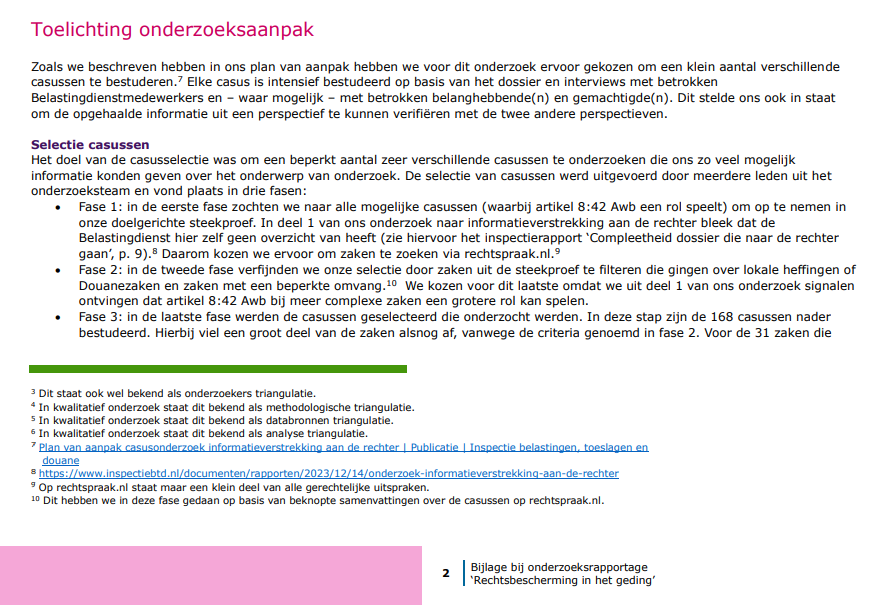 Toelichting onderzoeksaanpak
Zoals we beschreven hebben in ons plan van aanpak hebben we voor dit onderzoek ervoor gekozen om een klein aantal verschillende
casussen te bestuderen.⁷ Elke casus is intensief bestudeerd op basis van het dossier en interviews met betrokken
Belastingdienstmedewerkers en – waar mogelijk – met betrokken belanghebbende(n) en gemachtigde(n). Dit stelde ons ook in staat
om de opgehaalde informatie uit een perspectief te kunnen verifiëren met de twee andere perspectieven.
Selectie casussen
Het doel van de casusselectie was om een beperkt aantal zeer verschillende casussen te onderzoeken die ons zo veel mogelijk
informatie konden geven over het onderwerp van onderzoek. De selectie van casussen werd uitgevoerd door meerdere leden uit het
onderzoeksteam en vond plaats in drie fasen:
• Fase 1: in de eerste fase zochten we naar alle mogelijke casussen (waarbij artikel 8:42 Awb een rol speelt) om op te nemen in
onze doelgerichte steekproef. In deel 1 van ons onderzoek naar informatieverstrekking aan de rechter bleek dat de
Belastingdienst hier zelf geen overzicht van heeft (zie hiervoor het inspectierapport ‘Compleetheid dossier die naar de rechter
gaan’, p. 9).⁸ Daarom kozen we ervoor om zaken te zoeken via rechtspraak.nl.⁹
• Fase 2: in de tweede fase verfijnden we onze selectie door zaken uit de steekproef te filteren die gingen over lokale heffingen of
Douanezaken en zaken met een beperkte omvang.¹⁰ We kozen voor dit laatste omdat we uit deel 1 van ons onderzoek signalen
ontvingen dat artikel 8:42 Awb bij meer complexe zaken een grotere rol kan spelen.
• Fase 3: in de laatste fase werden de casussen geselecteerd die onderzocht werden. In deze stap zijn de 168 casussen nader
bestudeerd. Hierbij viel een groot deel van de zaken alsnog af, vanwege de criteria genoemd in fase 2. Voor de 31 zaken die
³ Dit staat ook wel bekend als onderzoekers triangulatie.
⁴ In kwalitatief onderzoek staat dit bekend als methodologische triangulatie.
⁵ In kwalitatief onderzoek staat dit bekend als databronnen triangulatie.
⁶ In kwalitatief onderzoek staat dit bekend als analyse triangulatie.
⁷ Plan van aanpak casusonderzoek informatieverstrekking aan de rechter | Publicatie | Inspectie belastingen, toeslagen en
douane
⁸ https://www.inspectiebtd.nl/documenten/rapporten/2023/12/14/onderzoek-informatieverstrekking-aan-de-rechter
⁹ Op rechtspraak.nl staat maar een klein deel van alle gerechtelijke uitspraken.
¹⁰ Dit hebben we in deze fase gedaan op basis van beknopte samenvattingen over de casussen op rechtspraak.nl.
2
Bijlage bij onderzoeksrapportage
‘Rechtsbescherming in het geding’